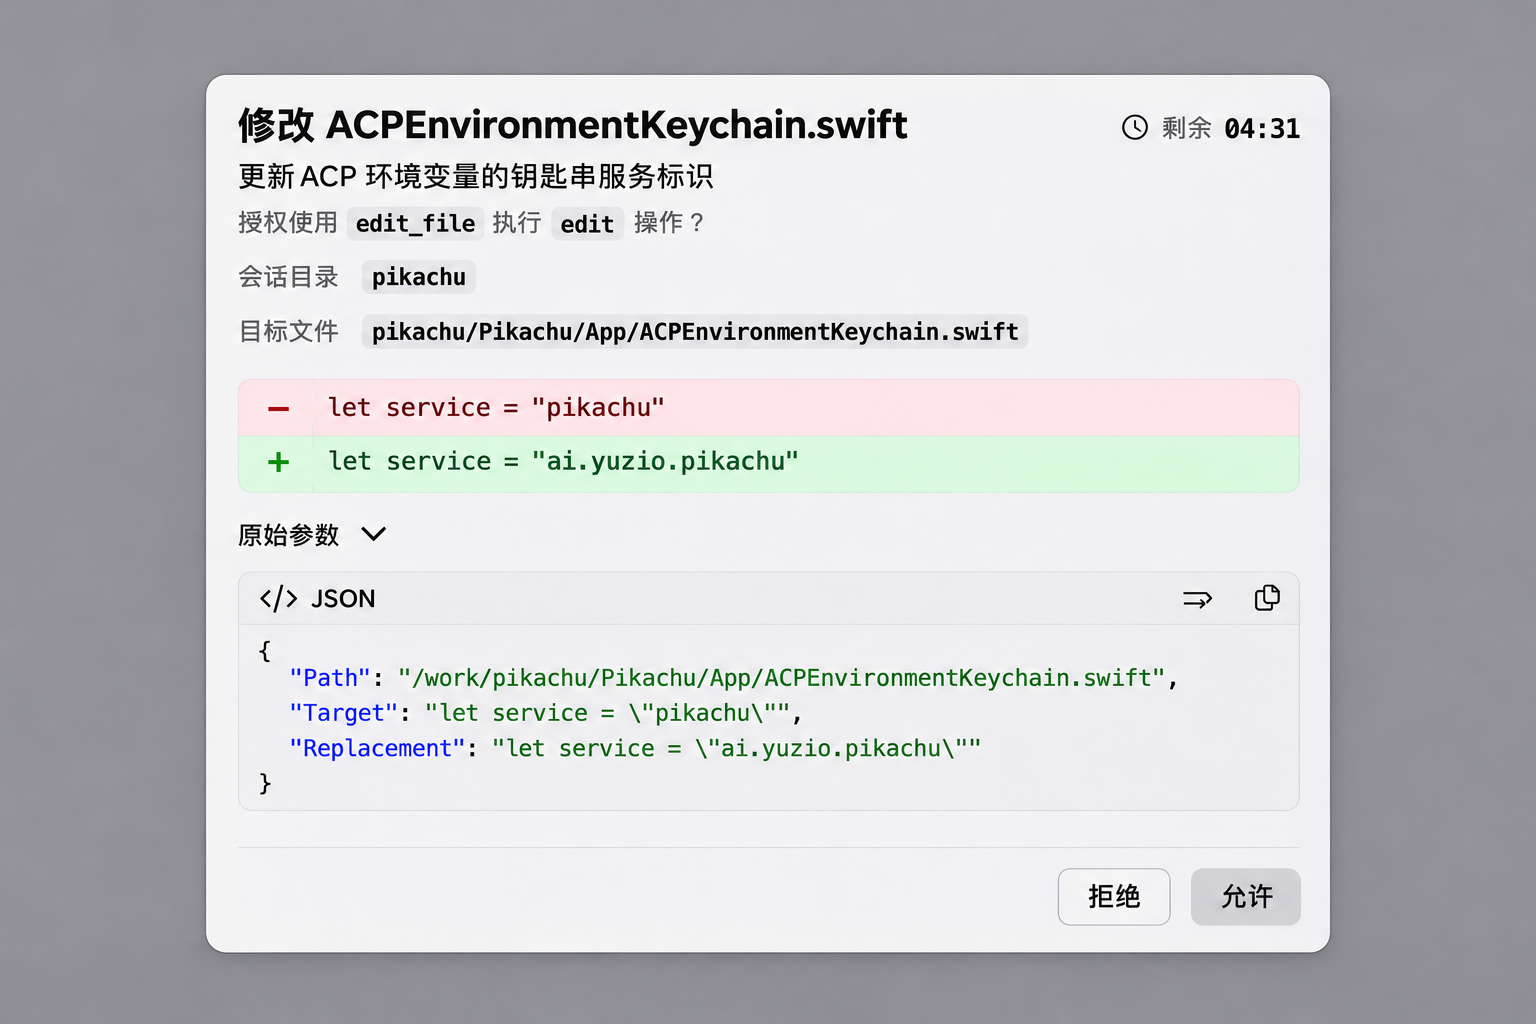 修改 ACPEnvironmentKeychain.swift
剩余 04:31
更新 ACP 环境变量的钥匙串服务标识
授权使用 edit_file 执行 edit 操作？
会话目录 pikachu
目标文件 pikachu/Pikachu/App/ACPEnvironmentKeychain.swift
− let service = "pikachu"
+ let service = "ai.yuzio.pikachu"
原始参数
</> JSON
{
"Path": "/work/pikachu/Pikachu/App/ACPEnvironmentKeychain.swift",
"Target": "let service = \"pikachu\"",
"Replacement": "let service = \"ai.yuzio.pikachu\""
}
拒绝 允许